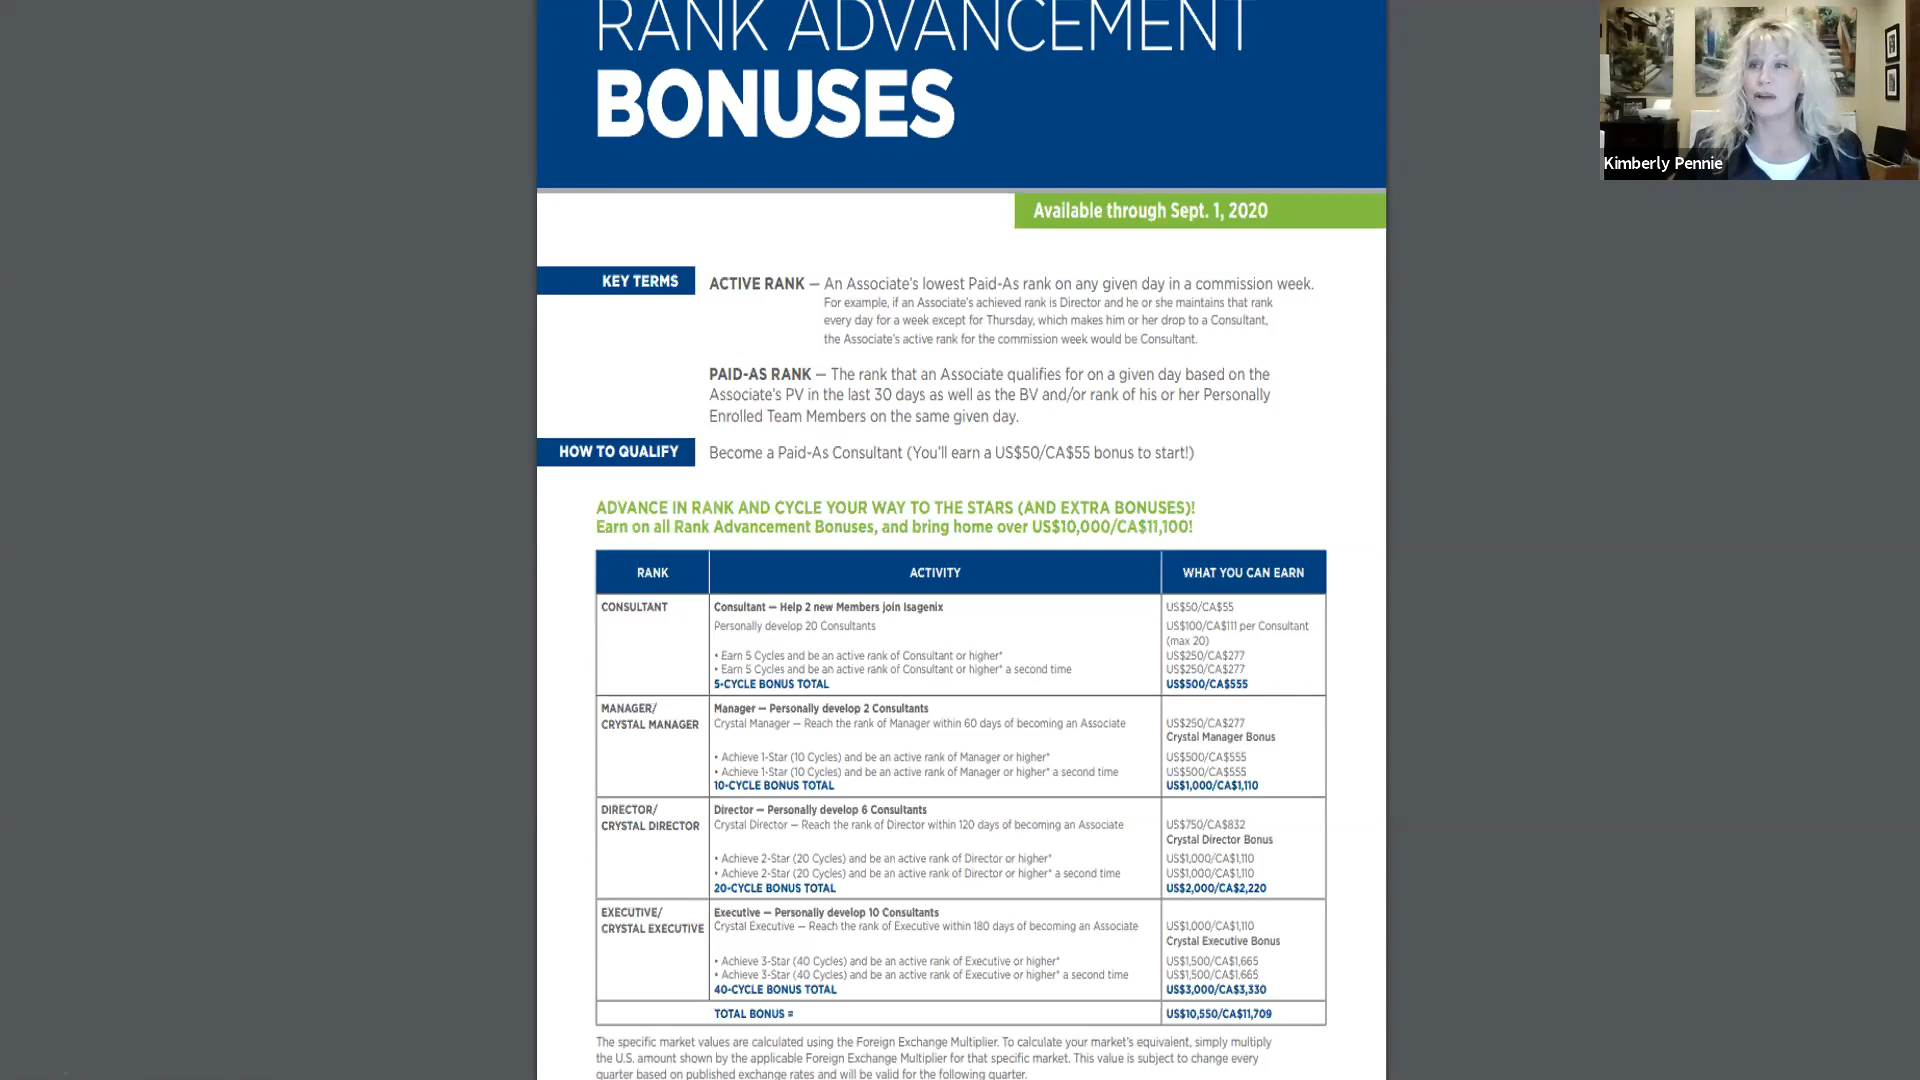 RANK ADVANCEMENT
BONUSES
Kimberly Pennie
Available through Sept. 1, 2020
KEY TERMS
ACTIVE RANK — An Associate's lowest Paid-As rank on any given day in a commission week.
For example, if an Associate's achieved rank is Director and he or she maintains that rank
every day for a week except for Thursday, which makes him or her drop to a Consultant,
the Associate's active rank for the commission week would be Consultant.
PAID-AS RANK — The rank that an Associate qualifies for on a given day based on the
Associate's PV in the last 30 days as well as the BV and/or rank of his or her Personally
Enrolled Team Members on the same given day.
HOW TO QUALIFY
Become a Paid-As Consultant (You'll earn a US$50/CA$55 bonus to start!)
ADVANCE IN RANK AND CYCLE YOUR WAY TO THE STARS (AND EXTRA BONUSES)!
Earn on all Rank Advancement Bonuses, and bring home over US$10,000/CA$11,100!
RANK ACTIVITY WHAT YOU CAN EARN
CONSULTANT Consultant — Help 2 new Members join Isagenix US$50/CA$55
Personally develop 20 Consultants US$100/CA$111 per Consultant
(max 20)
• Earn 5 Cycles and be an active rank of Consultant or higher* US$250/CA$277
• Earn 5 Cycles and be an active rank of Consultant or higher* a second time US$250/CA$277
5-CYCLE BONUS TOTAL US$500/CA$555
MANAGER/ Manager — Personally develop 2 Consultants
CRYSTAL MANAGER Crystal Manager — Reach the rank of Manager within 60 days of becoming an Associate US$250/CA$277
Crystal Manager Bonus
• Achieve 1-Star (10 Cycles) and be an active rank of Manager or higher* US$500/CA$555
• Achieve 1-Star (10 Cycles) and be an active rank of Manager or higher* a second time US$500/CA$555
10-CYCLE BONUS TOTAL US$1,000/CA$1,110
DIRECTOR/ Director — Personally develop 6 Consultants
CRYSTAL DIRECTOR Crystal Director — Reach the rank of Director within 120 days of becoming an Associate US$750/CA$832
Crystal Director Bonus
• Achieve 2-Star (20 Cycles) and be an active rank of Director or higher* US$1,000/CA$1,110
• Achieve 2-Star (20 Cycles) and be an active rank of Director or higher* a second time US$1,000/CA$1,110
20-CYCLE BONUS TOTAL US$2,000/CA$2,220
EXECUTIVE/ Executive — Personally develop 10 Consultants
CRYSTAL EXECUTIVE Crystal Executive — Reach the rank of Executive within 180 days of becoming an Associate US$1,000/CA$1,110
Crystal Executive Bonus
• Achieve 3-Star (40 Cycles) and be an active rank of Executive or higher* US$1,500/CA$1,665
• Achieve 3-Star (40 Cycles) and be an active rank of Executive or higher* a second time US$1,500/CA$1,665
40-CYCLE BONUS TOTAL US$3,000/CA$3,330
TOTAL BONUS = US$10,550/CA$11,709
The specific market values are calculated using the Foreign Exchange Multiplier. To calculate your market's equivalent, simply multiply
the U.S. amount shown by the applicable Foreign Exchange Multiplier for that specific market. This value is subject to change every
quarter based on published exchange rates and will be valid for the following quarter.